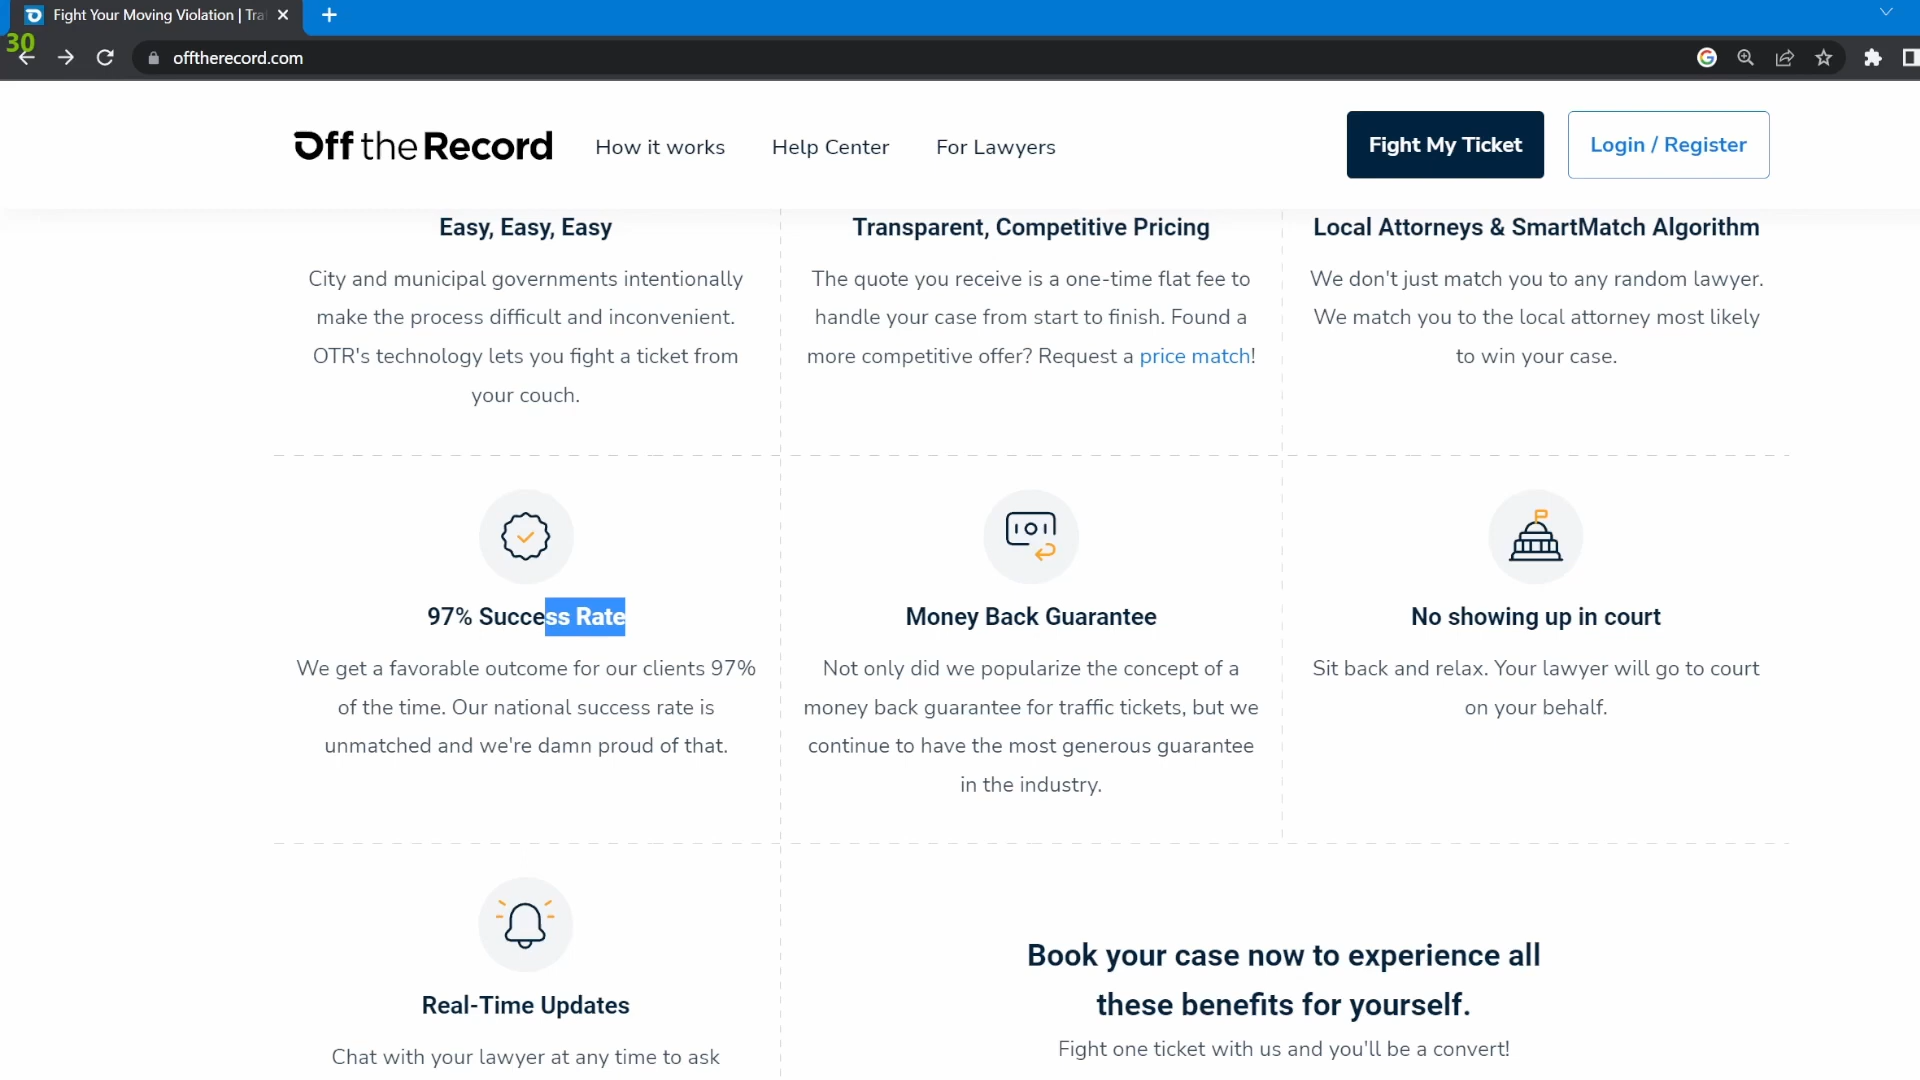 Fight Your Moving Violation | Tra
30
offtherecord.com
Off the Record
How it works
Help Center
For Lawyers
Fight My Ticket
Login / Register
Easy, Easy, Easy
City and municipal governments intentionally
make the process difficult and inconvenient.
OTR's technology lets you fight a ticket from
your couch.
Transparent, Competitive Pricing
The quote you receive is a one-time flat fee to
handle your case from start to finish. Found a
more competitive offer? Request a price match!
Local Attorneys & SmartMatch Algorithm
We don't just match you to any random lawyer.
We match you to the local attorney most likely
to win your case.
97% Success Rate
We get a favorable outcome for our clients 97%
of the time. Our national success rate is
unmatched and we're damn proud of that.
Money Back Guarantee
Not only did we popularize the concept of a
money back guarantee for traffic tickets, but we
continue to have the most generous guarantee
in the industry.
No showing up in court
Sit back and relax. Your lawyer will go to court
on your behalf.
Real-Time Updates
Chat with your lawyer at any time to ask
Book your case now to experience all
these benefits for yourself.
Fight one ticket with us and you'll be a convert!